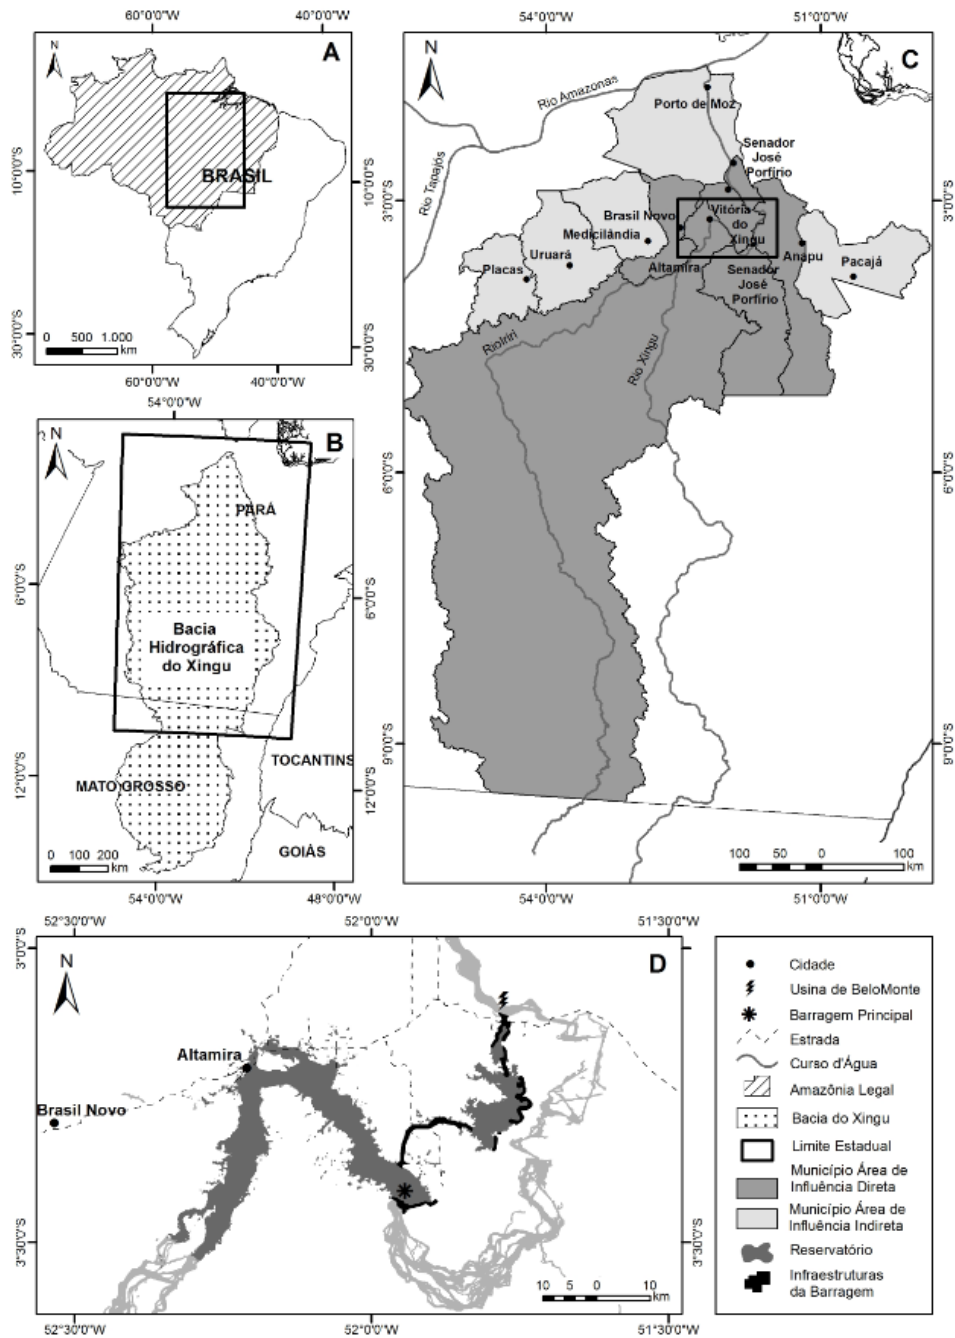 54°0'0"W
51°0'0"W
60°0'0"W
40°0'0"W
N
A
BRASIL
10°0'0"S
10°0'0"S
30°0'0"S
30°0'0"S
0 500 1.000
km
60°0'0"W
40°0'0"W
54°0'0"W
N
B
PARÁ
6°0'0"S
6°0'0"S
Bacia
Hidrográfica
do Xingu
TOCANTINS
MATO GROSSO
12°0'0"S
12°0'0"S
GOIÁS
0 100 200
km
54°0'0"W
48°0'0"W
N
C
Rio Amazonas
Rio Tapajós
Porto de Moz
Senador
José
Porfírio
3°0'0"S
3°0'0"S
Brasil Novo
Vitória
do
Xingu
Medicilândia
Uruará
Placas
Altamira
Anapu
Pacajá
Senador
José
Porfírio
RioIriri
Rio Xingu
6°0'0"S
6°0'0"S
9°0'0"S
9°0'0"S
100 50 0 100
km
54°0'0"W
51°0'0"W
52°30'0"W
52°0'0"W
51°30'0"W
3°0'0"S
3°0'0"S
N
D
Altamira
Brasil Novo
3°30'0"S
3°30'0"S
10 5 0 10
km
52°30'0"W
52°0'0"W
51°30'0"W
Cidade
Usina de BeloMonte
Barragem Principal
Estrada
Curso d'Água
Amazônia Legal
Bacia do Xingu
Limite Estadual
Município Área de
Influência Direta
Município Área de
Influência Indireta
Reservatório
Infraestruturas
da Barragem